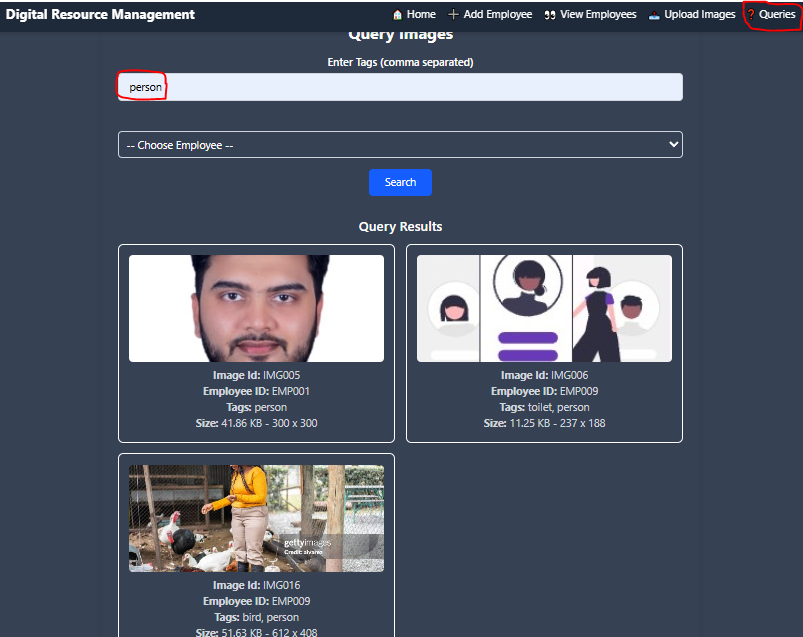 Digital Resource Management
Home Add Employee View Employees Upload Images ? Queries
Query Images
Enter Tags (comma separated)
person
-- Choose Employee --
Search
Query Results
Image Id: IMG005
Employee ID: EMP001
Tags: person
Size: 41.86 KB - 300 x 300
Image Id: IMG006
Employee ID: EMP009
Tags: toilet, person
Size: 11.25 KB - 237 x 188
gettyimages
Credit: alvarez
Image Id: IMG016
Employee ID: EMP009
Tags: bird, person
Size: 51.63 KB - 612 x 408